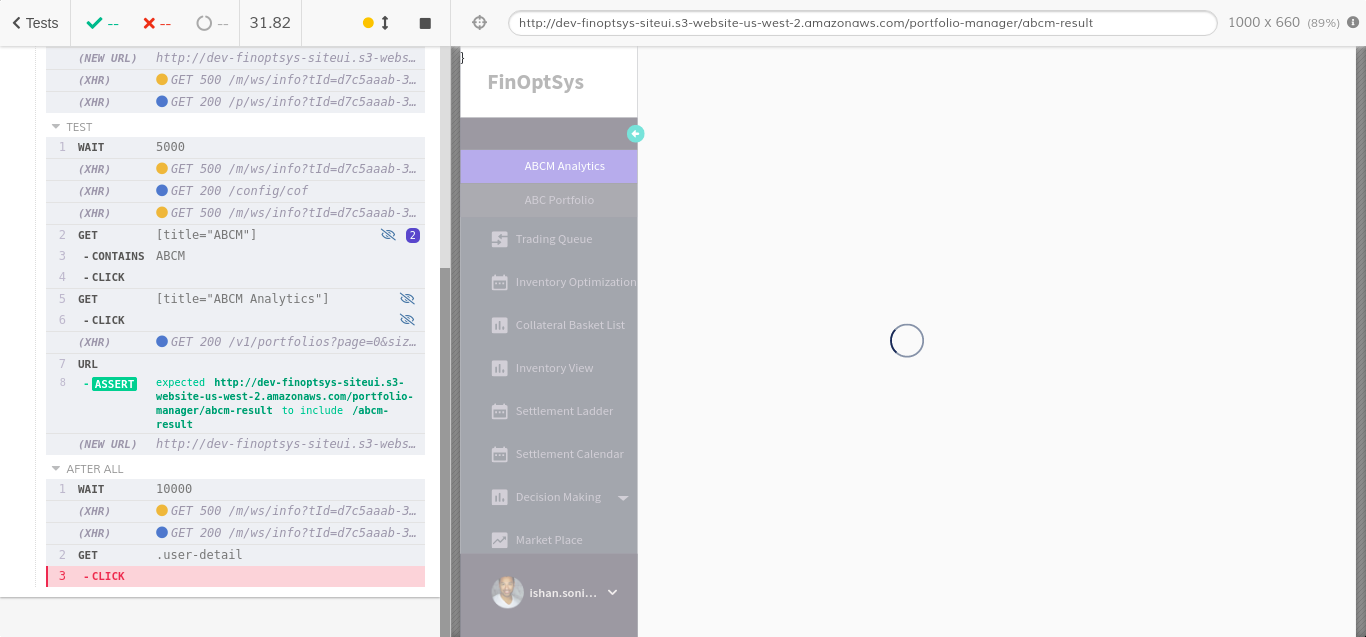 Tests
--
--
--
31.82
http://dev-finoptsys-siteui.s3-website-us-west-2.amazonaws.com/portfolio-manager/abcm-result
1000 x 660 (89%)
(NEW URL) http://dev-finoptsys-siteui.s3-webs…
(XHR) GET 500 /m/ws/info?tId=d7c5aaab-3…
(XHR) GET 200 /p/ws/info?tId=d7c5aaab-3…
TEST
1 WAIT 5000
(XHR) GET 500 /m/ws/info?tId=d7c5aaab-3…
(XHR) GET 200 /config/cof
(XHR) GET 500 /m/ws/info?tId=d7c5aaab-3…
2 GET [title="ABCM"] 2
3 - CONTAINS ABCM
4 - CLICK
5 GET [title="ABCM Analytics"]
6 - CLICK
(XHR) GET 200 /v1/portfolios?page=0&siz…
7 URL
8 - ASSERT expected http://dev-finoptsys-siteui.s3-
website-us-west-2.amazonaws.com/portfolio-
manager/abcm-result to include /abcm-
result
(NEW URL) http://dev-finoptsys-siteui.s3-webs…
AFTER ALL
1 WAIT 10000
(XHR) GET 500 /m/ws/info?tId=d7c5aaab-3…
(XHR) GET 200 /m/ws/info?tId=d7c5aaab-3…
2 GET .user-detail
3 - CLICK
}
FinOptSys
ABCM Analytics
ABC Portfolio
Trading Queue
Inventory Optimization
Collateral Basket List
Inventory View
Settlement Ladder
Settlement Calendar
Decision Making
Market Place
ishan.soni...